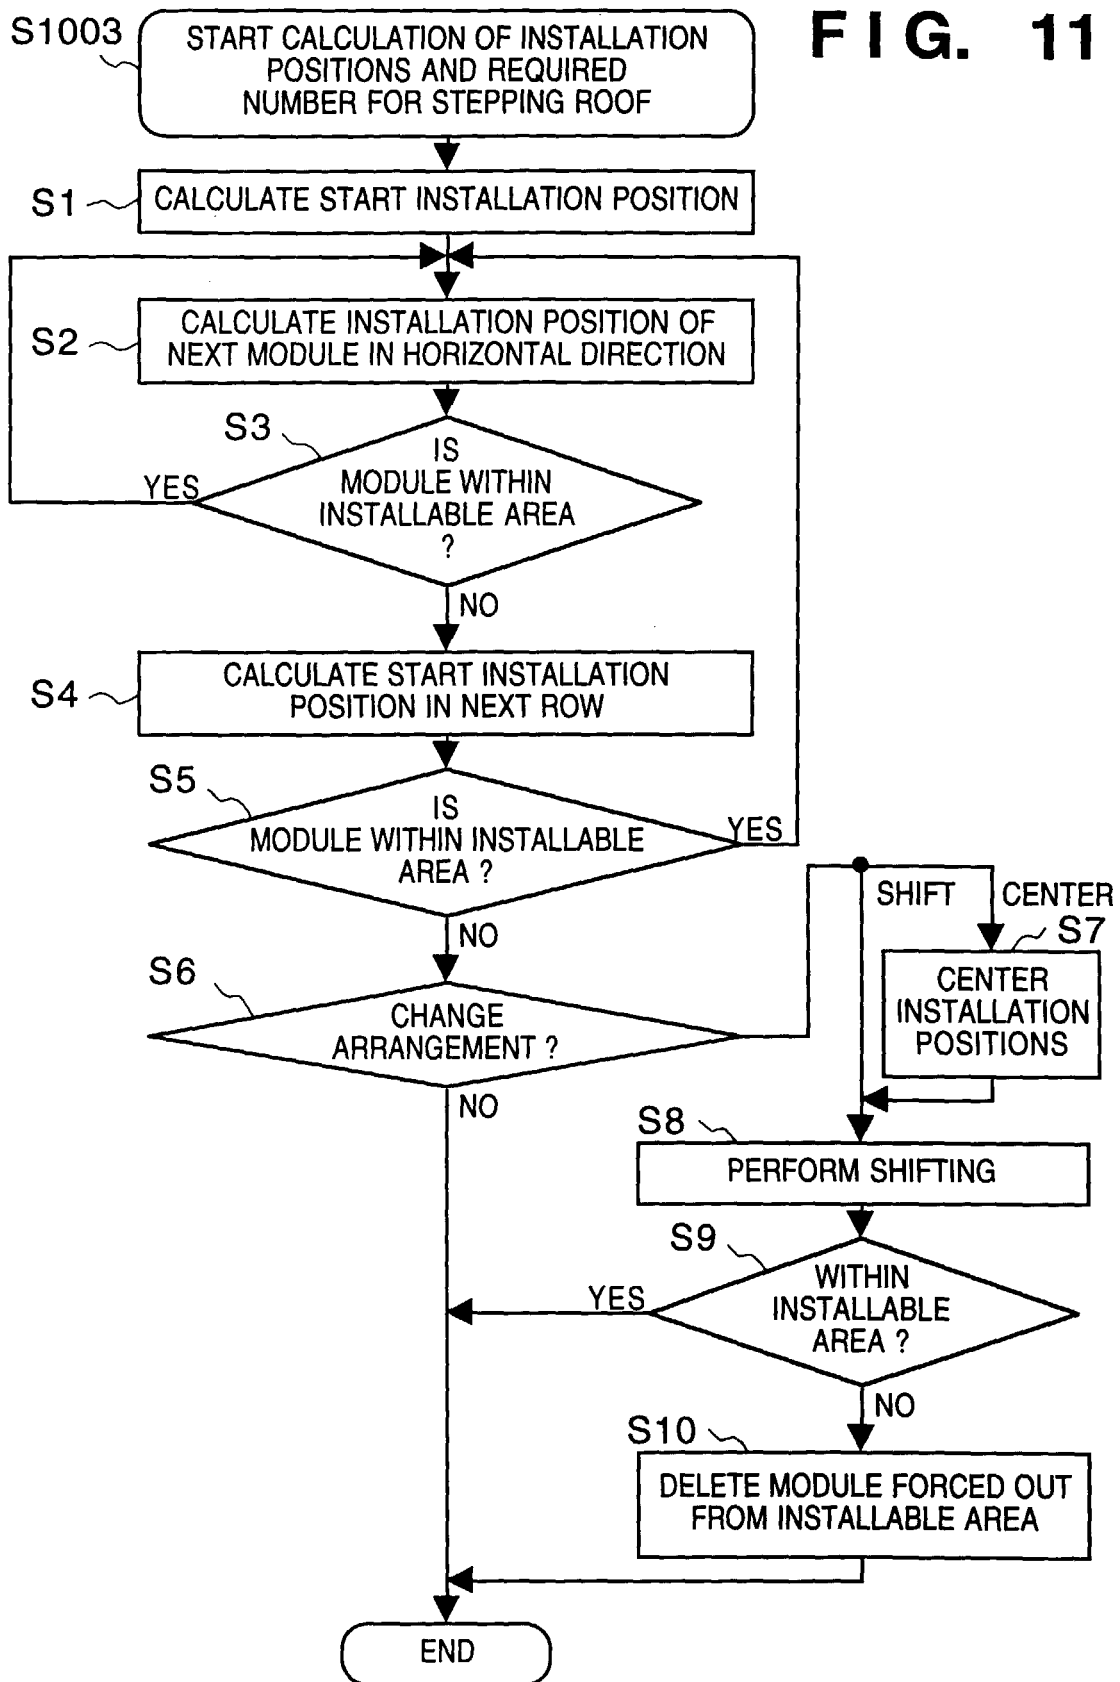 FIG. 11
S1003
START CALCULATION OF INSTALLATION
POSITIONS AND REQUIRED
NUMBER FOR STEPPING ROOF
S1
CALCULATE START INSTALLATION POSITION
S2
CALCULATE INSTALLATION POSITION OF
NEXT MODULE IN HORIZONTAL DIRECTION
S3
IS
MODULE WITHIN
INSTALLABLE AREA
?
YES
NO
S4
CALCULATE START INSTALLATION
POSITION IN NEXT ROW
S5
IS
MODULE WITHIN INSTALLABLE
AREA ?
YES
NO
S6
CHANGE
ARRANGEMENT ?
NO
SHIFT
CENTER
S7
CENTER
INSTALLATION
POSITIONS
S8
PERFORM SHIFTING
S9
WITHIN
INSTALLABLE
AREA ?
YES
NO
S10
DELETE MODULE FORCED OUT
FROM INSTALLABLE AREA
END